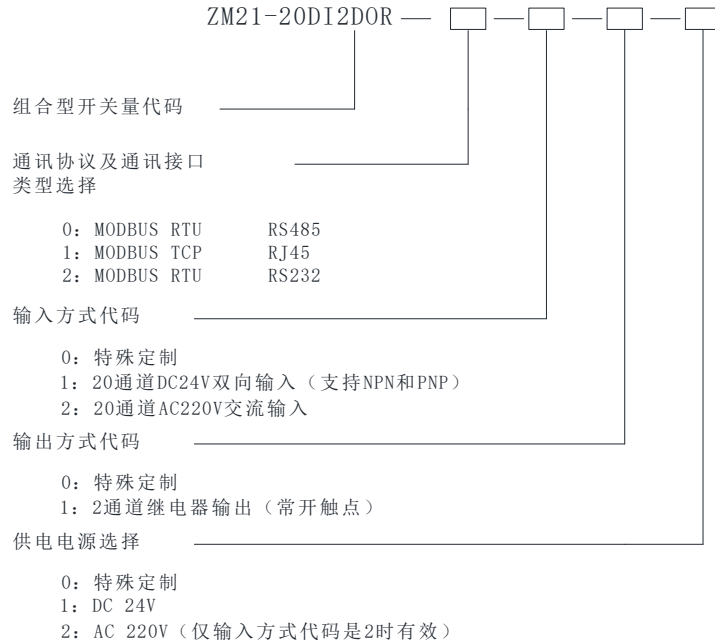 ZM21-20DI2DOR — □ — □ — □ — □
组合型开关量代码
通讯协议及通讯接口
类型选择
0: MODBUS RTU RS485
1: MODBUS TCP RJ45
2: MODBUS RTU RS232
输入方式代码
0: 特殊定制
1: 20通道DC24V双向输入（支持NPN和PNP）
2: 20通道AC220V交流输入
输出方式代码
0: 特殊定制
1: 2通道继电器输出（常开触点）
供电电源选择
0: 特殊定制
1: DC 24V
2: AC 220V（仅输入方式代码是2时有效）